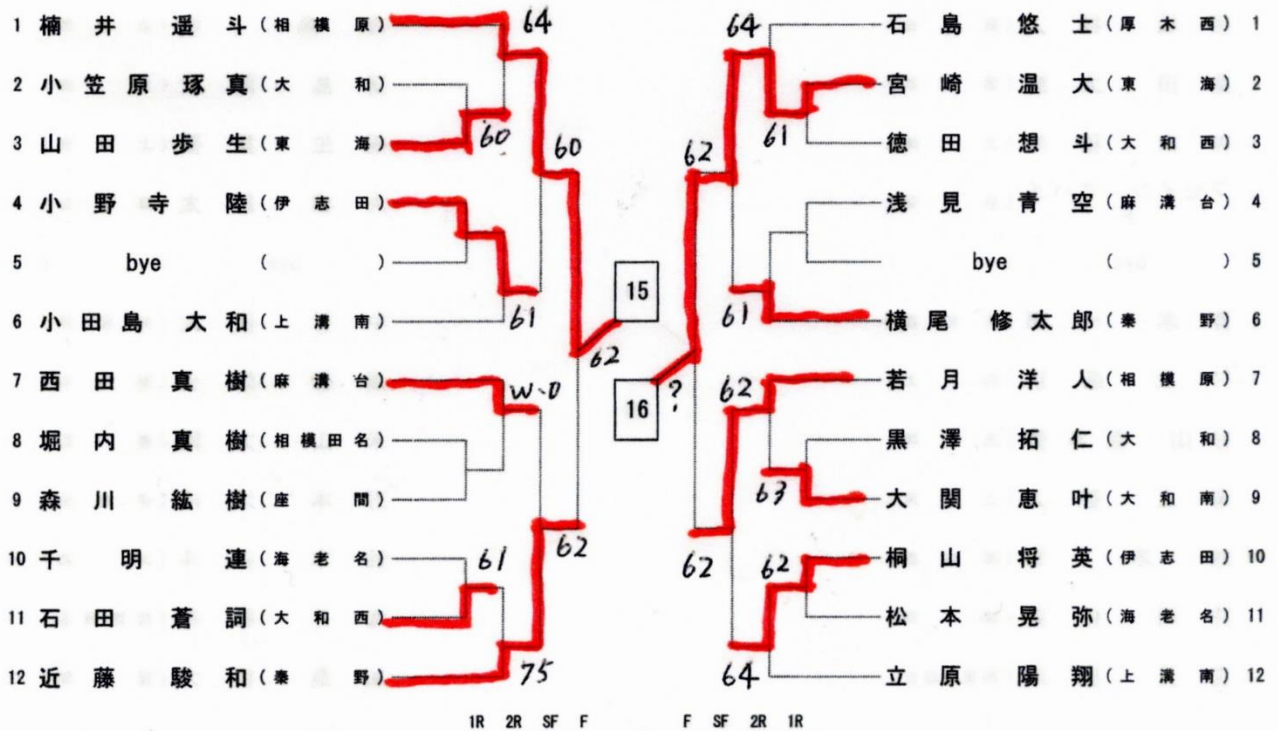 1 楠井 遥斗 (相模原) 64
2 小笠原 琢真 (大和)
3 山田 歩生 (東海) 60
60
4 小野寺 陸 (伊志田)
5 bye ( )
6 小田島 大和 (上溝南) 61
62
7 西田 真樹 (麻溝台) W・O
8 堀内 真樹 (相模田名)
9 森川 紘樹 (座間)
62
10 千 明連 (海老名) 61
11 石田 蒼詞 (大和西)
12 近藤 駿和 (秦野) 75
1R 2R SF F
15
16
?
64 石島 悠士 (厚木西) 1
宮崎 温大 (東海) 2
61 徳田 想斗 (大和西) 3
62
浅見 青空 (麻溝台) 4
bye ( ) 5
61 横尾 修太郎 (秦野) 6
62 若月 洋人 (相模原) 7
黒澤 拓仁 (大和) 8
63 大関 恵叶 (大和南) 9
62
62 桐山 将英 (伊志田) 10
松本 晃弥 (海老名) 11
64 立原 陽翔 (上溝南) 12
F SF 2R 1R